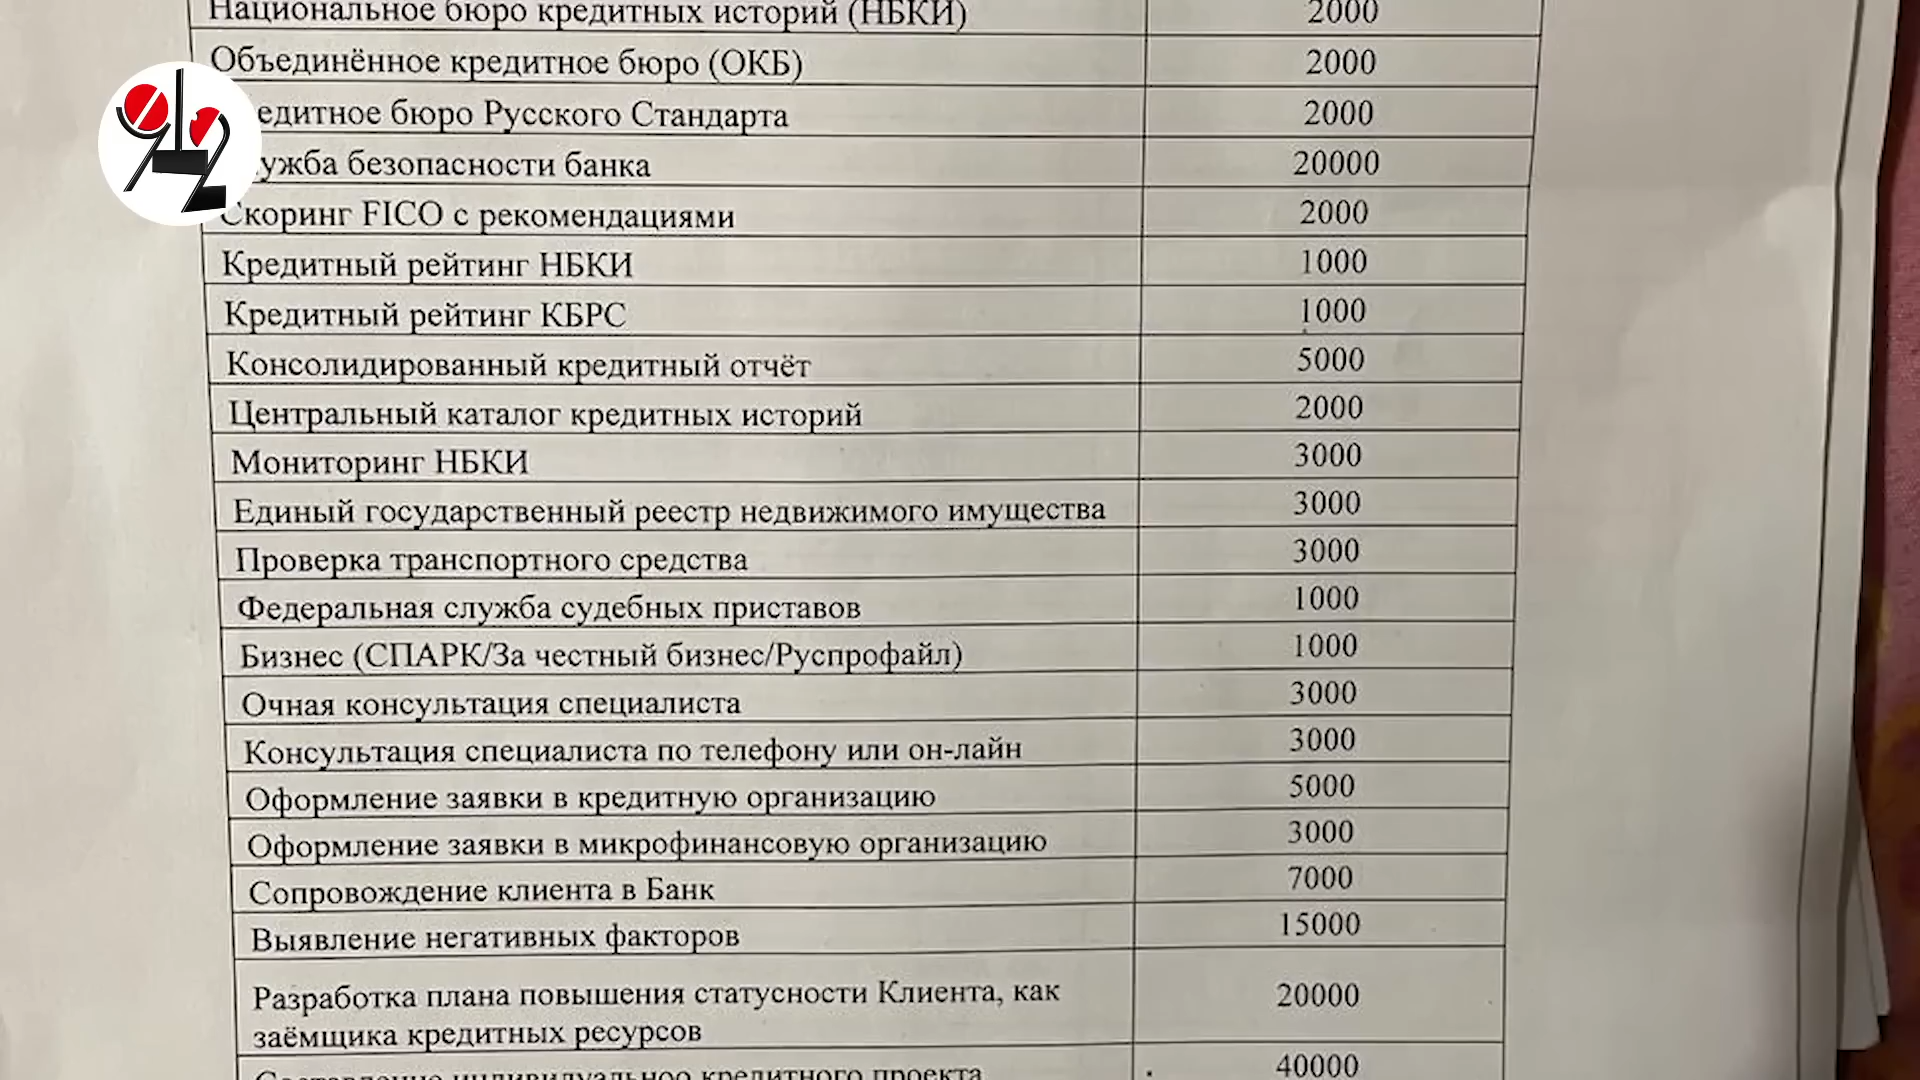 Национальное бюро кредитных историй (НБКИ) 2000
Объединённое кредитное бюро (ОКБ) 2000
едитное бюро Русского Стандарта 2000
ужба безопасности банка 20000
Скоринг FICO с рекомендациями 2000
Кредитный рейтинг НБКИ 1000
Кредитный рейтинг КБРС 1000
Консолидированный кредитный отчёт 5000
Центральный каталог кредитных историй 2000
Мониторинг НБКИ 3000
Единый государственный реестр недвижимого имущества 3000
Проверка транспортного средства 3000
Федеральная служба судебных приставов 1000
Бизнес (СПАРК/За честный бизнес/Руспрофайл) 1000
Очная консультация специалиста 3000
Консультация специалиста по телефону или он-лайн 3000
Оформление заявки в кредитную организацию 5000
Оформление заявки в микрофинансовую организацию 3000
Сопровождение клиента в Банк 7000
Выявление негативных факторов 15000
Разработка плана повышения статусности Клиента, как 20000
заёмщика кредитных ресурсов
Составление индивидуальноо кредитного проекта 40000